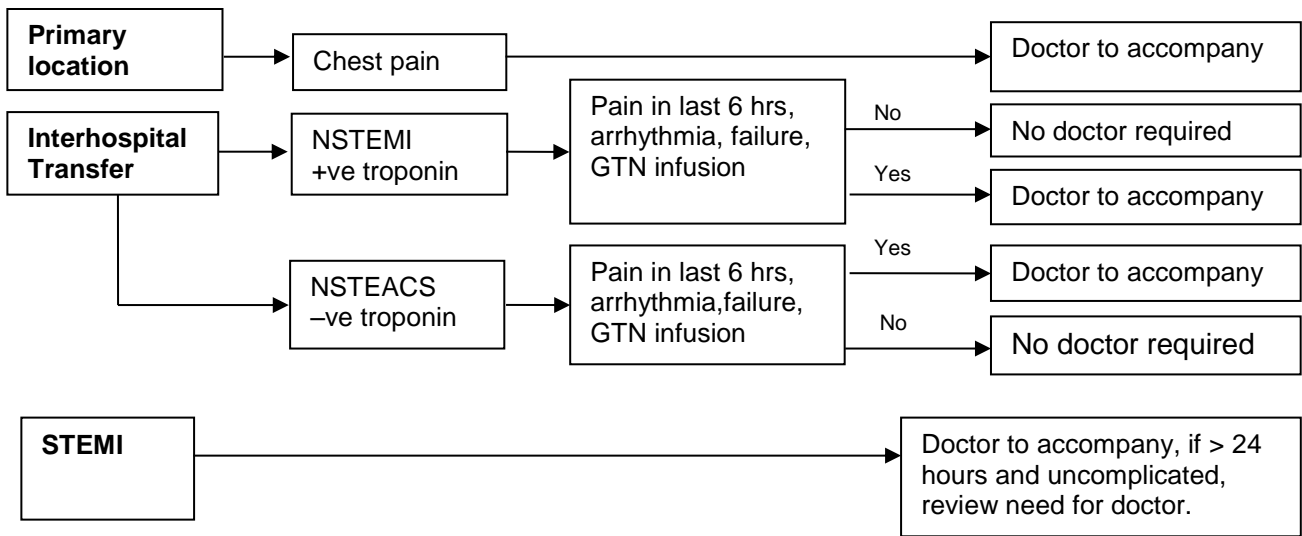 Primary
location
Chest pain
Doctor to accompany
Interhospital
Transfer
NSTEMI
+ve troponin
Pain in last 6 hrs,
arrhythmia, failure,
GTN infusion
No
No doctor required
Yes
Doctor to accompany
NSTEACS
–ve troponin
Pain in last 6 hrs,
arrhythmia,failure,
GTN infusion
Yes
Doctor to accompany
No
No doctor required
STEMI
Doctor to accompany, if > 24
hours and uncomplicated,
review need for doctor.